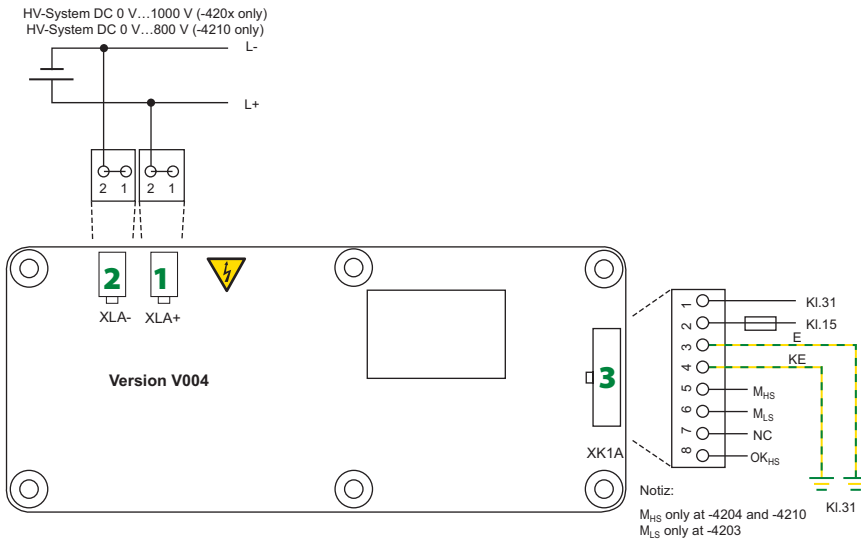 HV-System DC 0 V…1000 V (-420x only)
HV-System DC 0 V…800 V (-4210 only)
L-
L+
2 1 2 1
2 1
XLA- XLA+
Version V004
3
XK1A
1 Kl.31
2 Kl.15
3 E
4 KE
5 MHS
6 MLS
7 NC
8 OKHS
Kl.31
Notiz:
MHS only at -4204 and -4210
MLS only at -4203